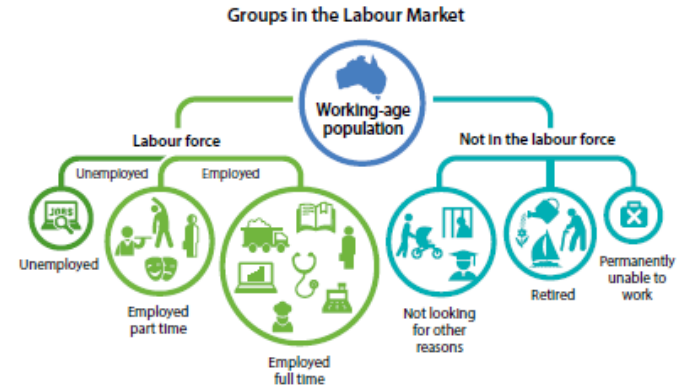 Groups in the Labour Market
Working-age
population
Labour force
Not in the labour force
Unemployed
Employed
JOBS
Unemployed
Employed
part time
Employed
full time
Not looking
for other
reasons
Retired
Permanently
unable to
work